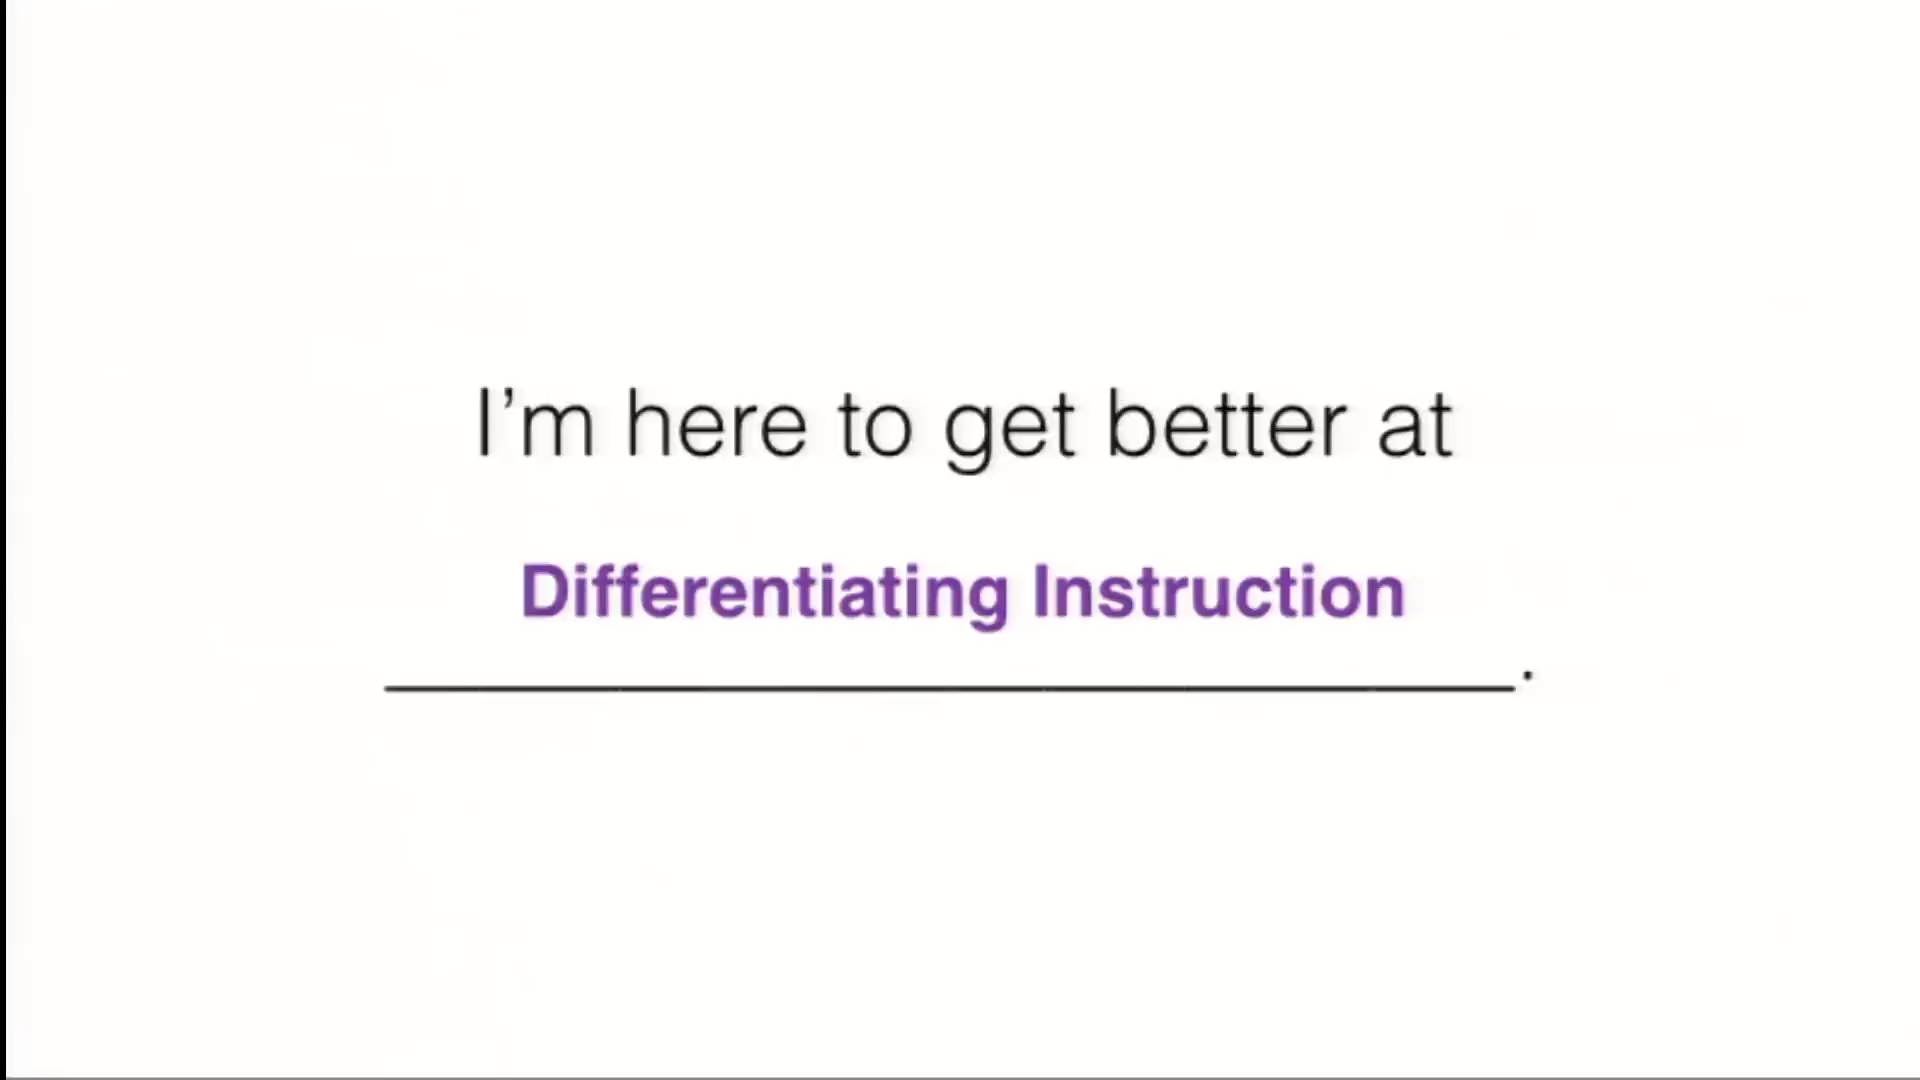 I’m here to get better at
Differentiating Instruction
.